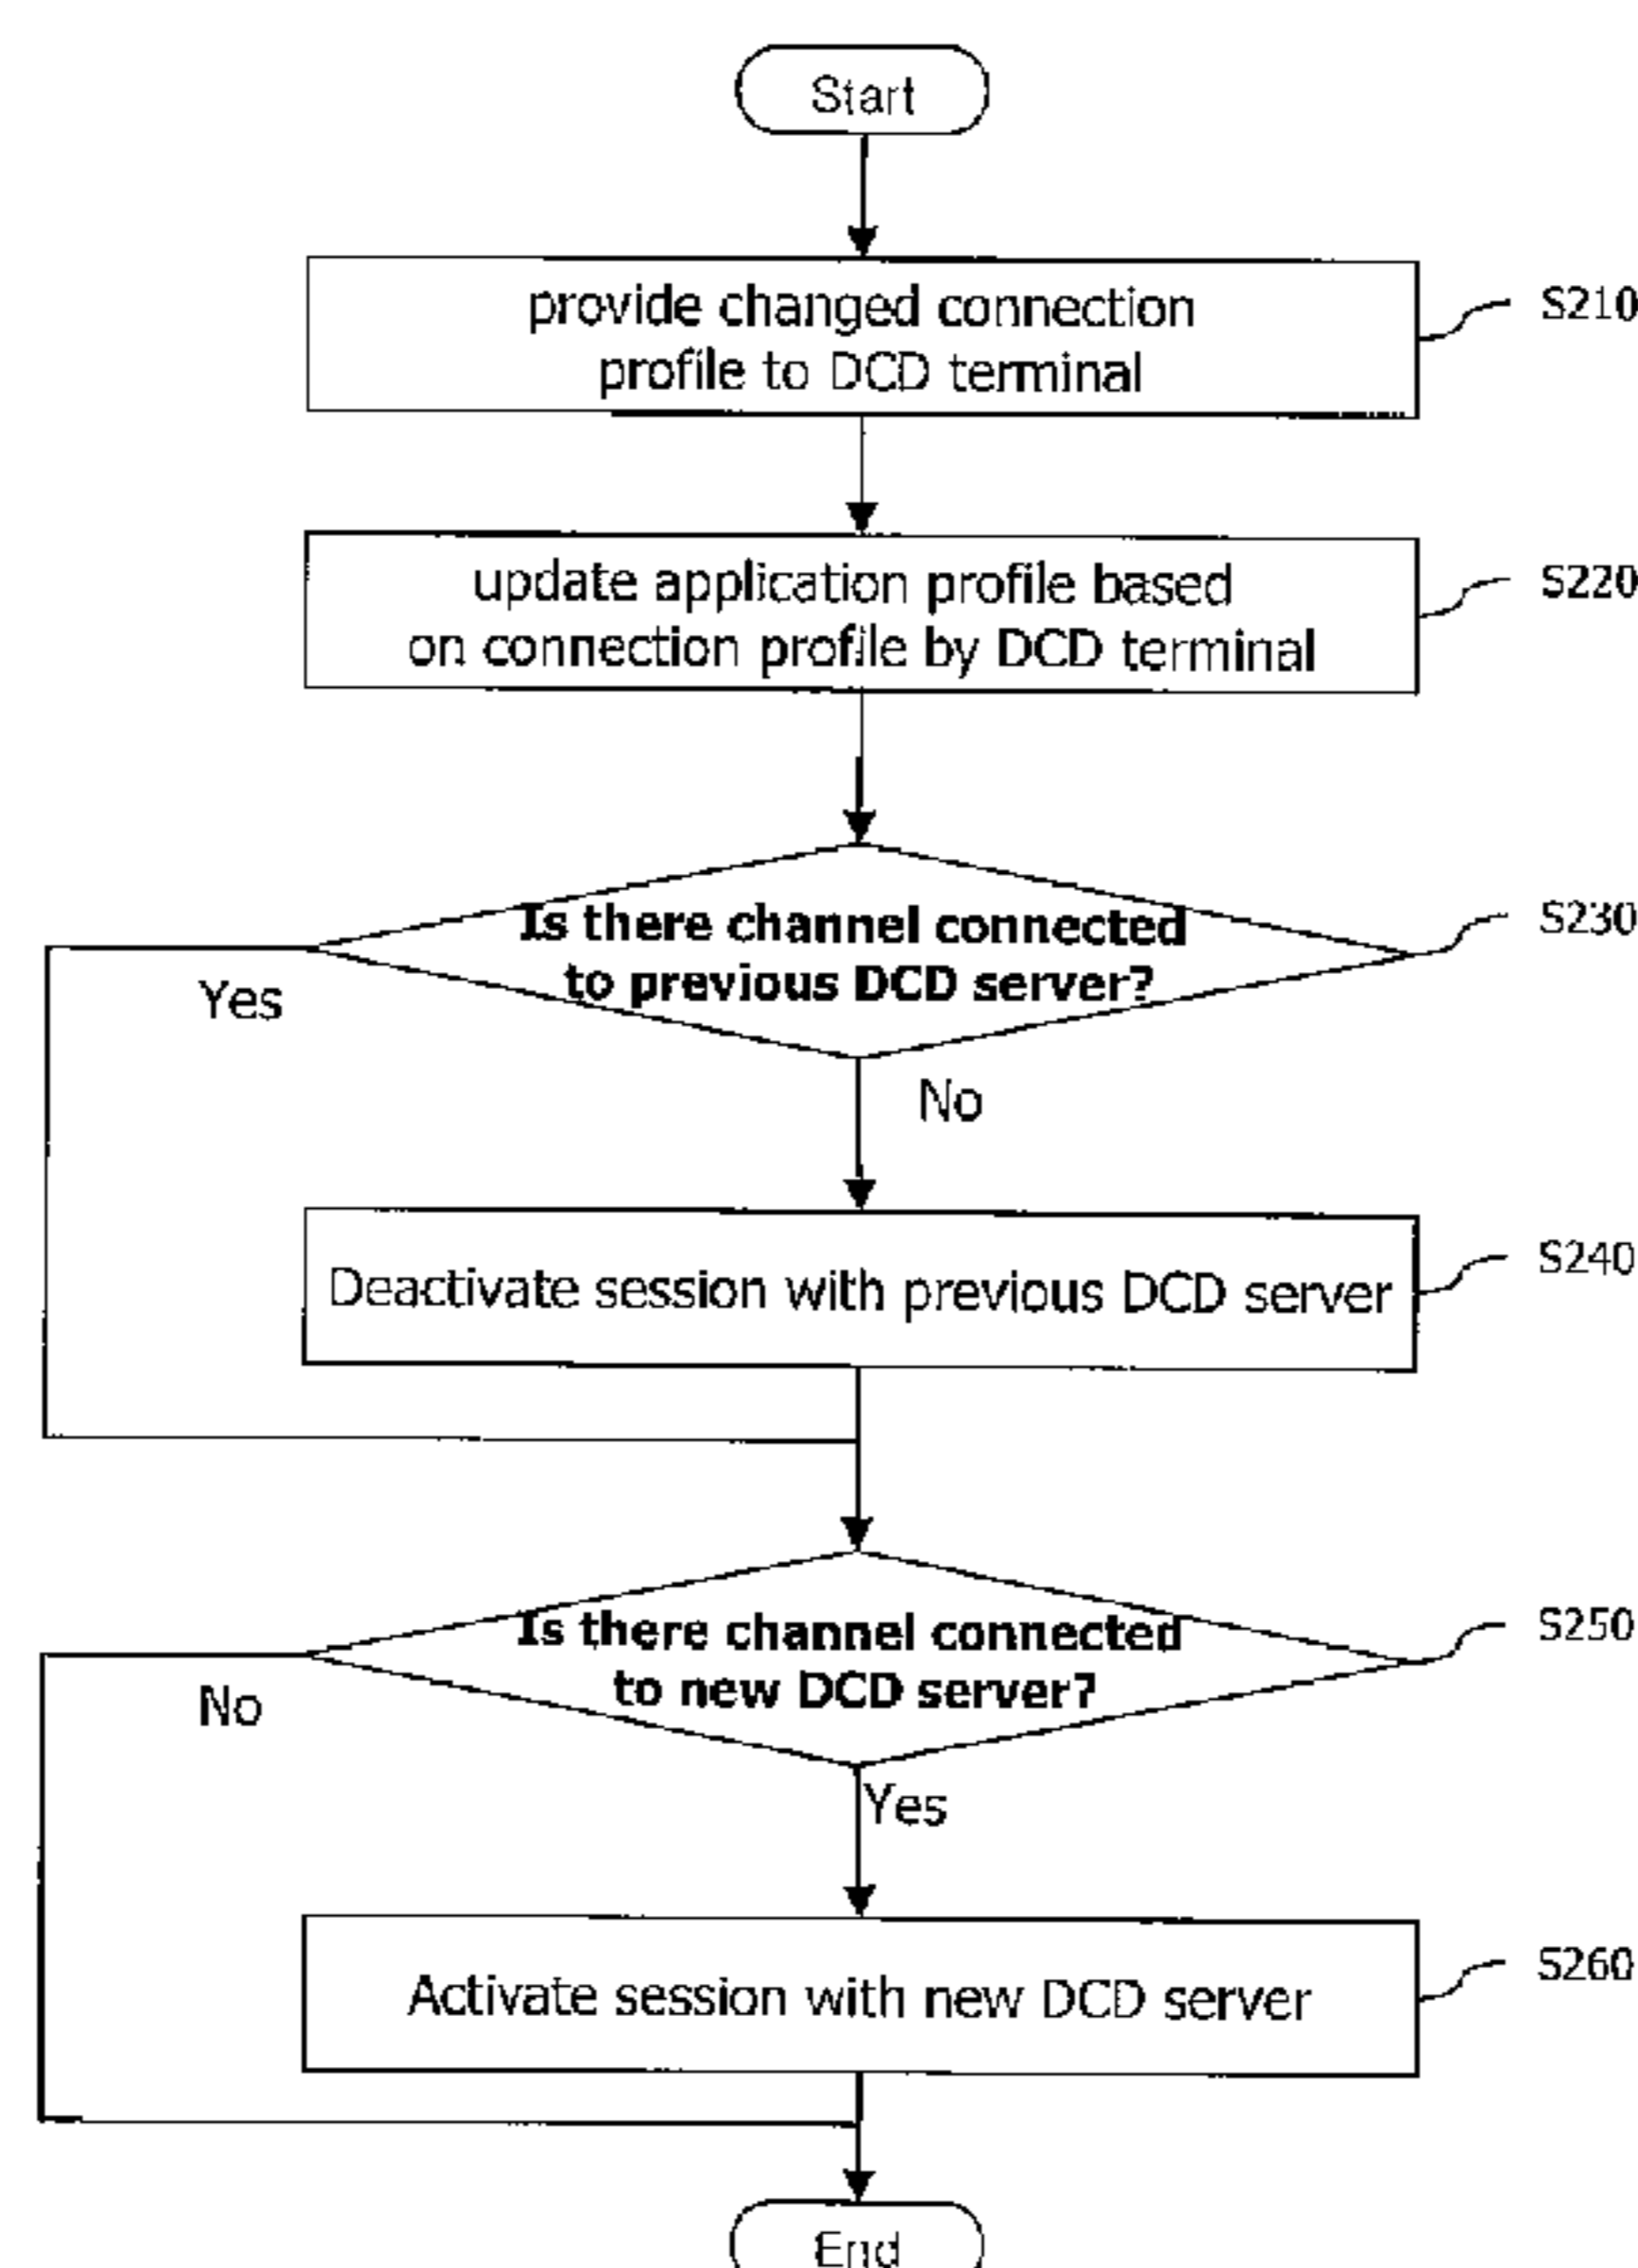 Start
provide changed connection
profile to DCD terminal
S210
update application profile based
on connection profile by DCD terminal
S220
Is there channel connected
to previous DCD server?
S230
Yes
No
Deactivate session with previous DCD server
S240
Is there channel connected
to new DCD server?
S250
No
Yes
Activate session with new DCD server
S260
End